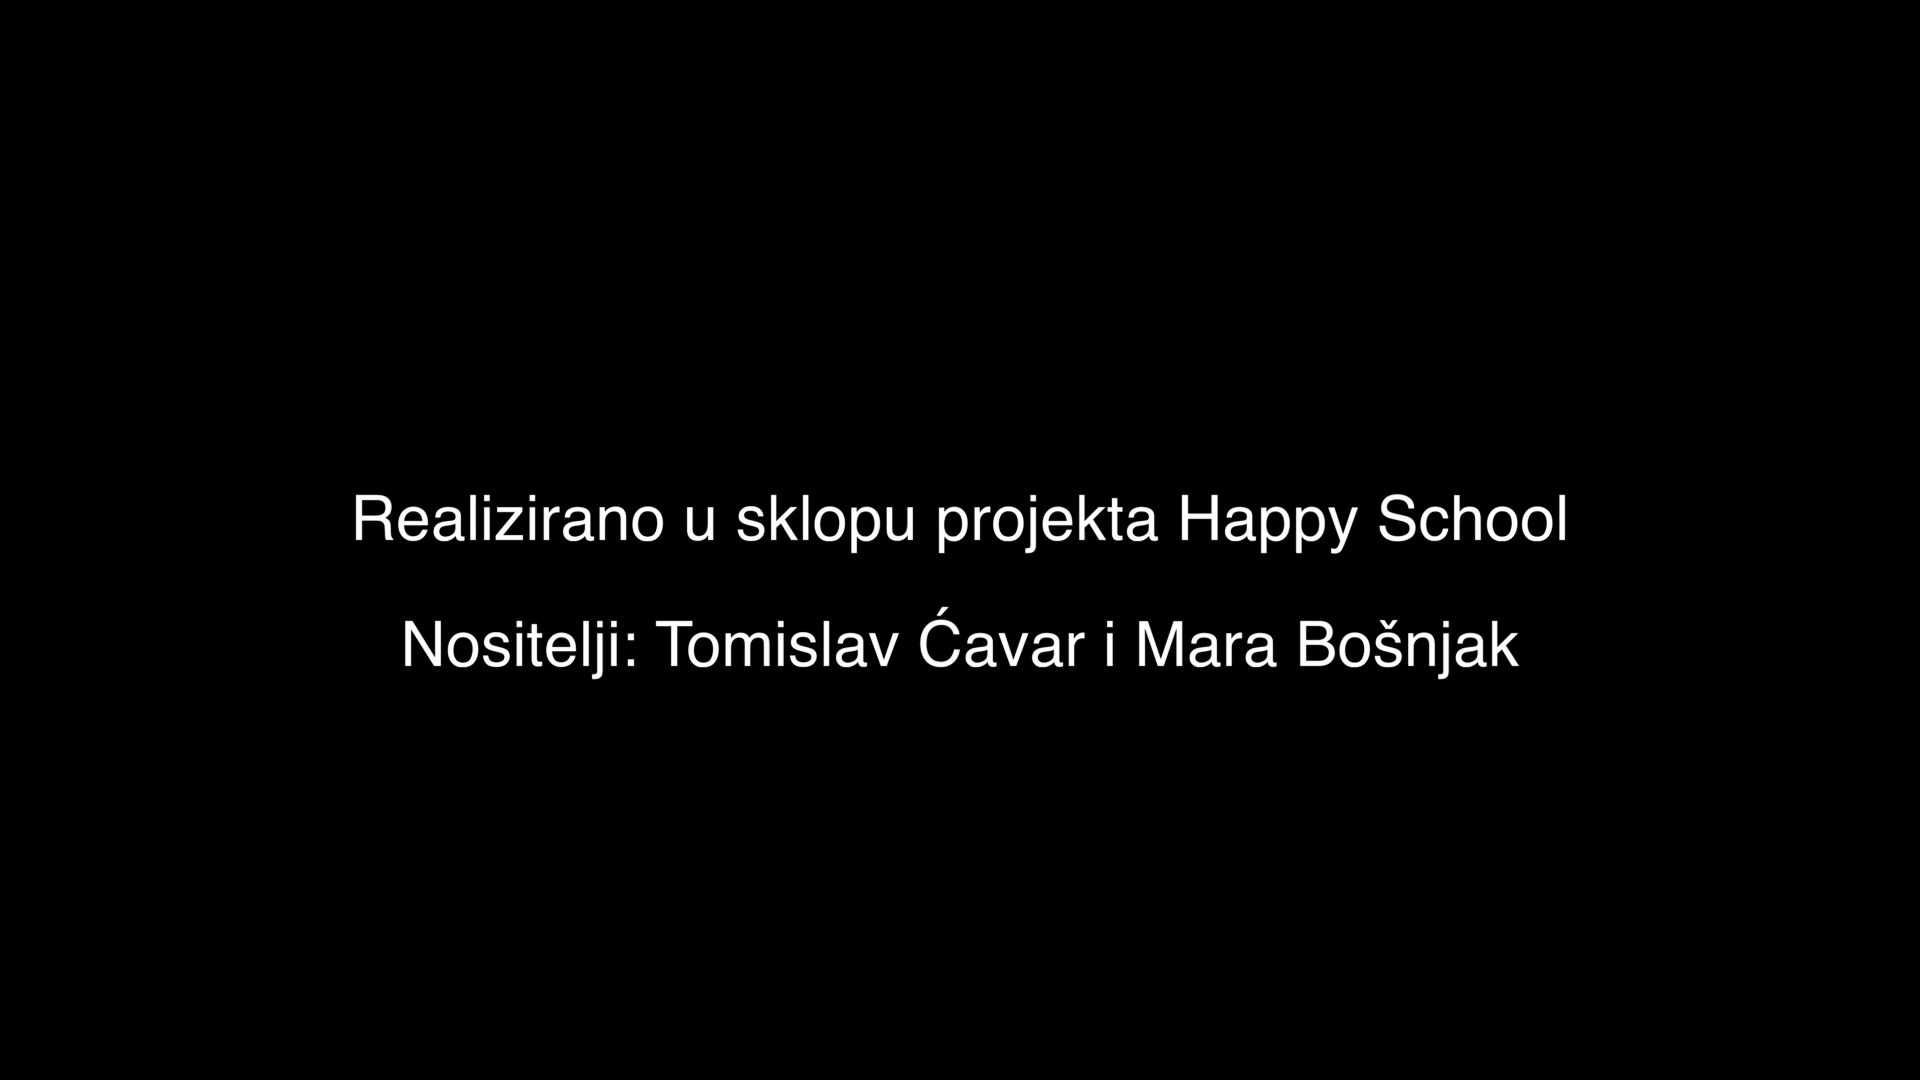 Realizirano u sklopu projekta Happy School
Nositelji: Tomislav Ćavar i Mara Bošnjak